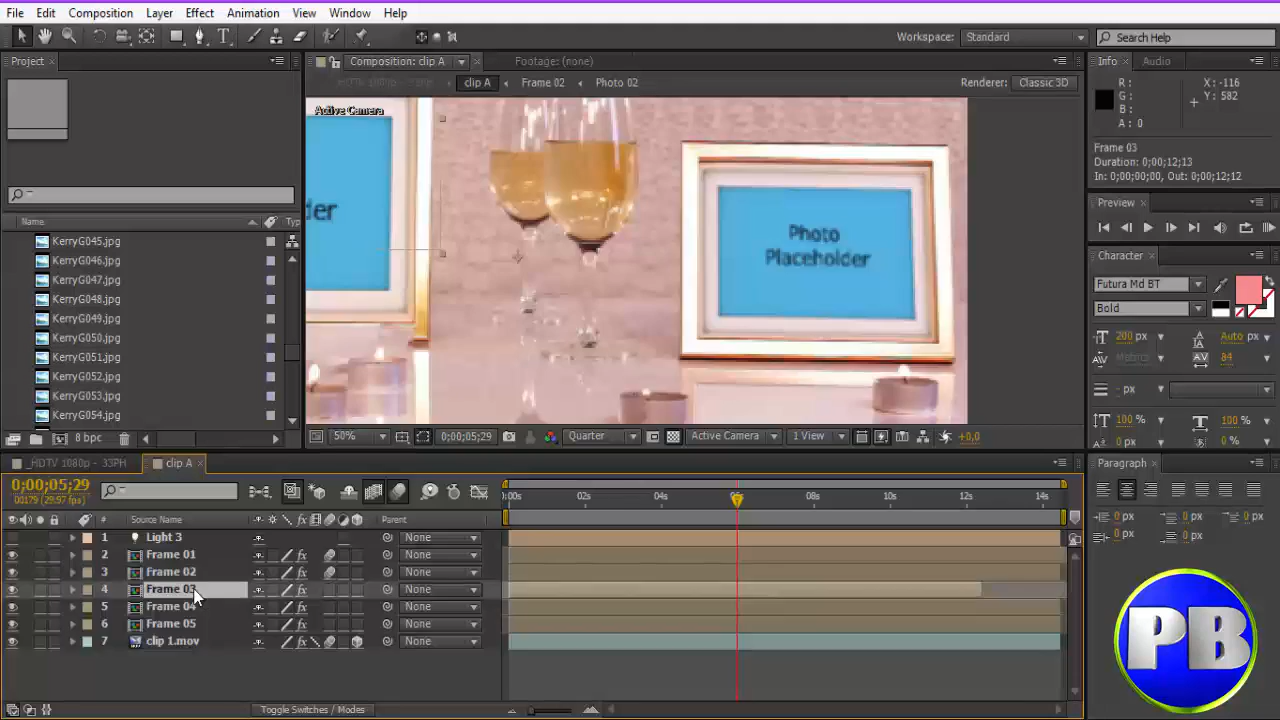 File Edit Composition Layer Effect Animation View Window Help
Workspace: Standard Search Help
Project Composition: clip A Footage: (none) Info Audio
clip A Frame 02 Photo 02 Renderer: Classic3D
R : X: -116
G : Y: 582
B :
A : 0
Active Camera
Frame 03
Duration: 0;00;12;13
In: 0;00;00;00, Out: 0;00;12;12
Preview
Name Typ
KerryG045.jpg
KerryG046.jpg
KerryG047.jpg
KerryG048.jpg
KerryG049.jpg
KerryG050.jpg
KerryG051.jpg
KerryG052.jpg
KerryG053.jpg
KerryG054.jpg
der
Photo
Placeholder
Character
Futura Md BT
Bold
200 px Auto px
Metrics 84
- px -
100 % 100 %
0 px 0 %
8 bpc 50% 0;00;05;29 Quarter Active Camera 1 View +0,0
_HDTV 1080p - 33PH clip A Paragraph
0;00;05;29
00179 (29.97 fps)
:00s 02s 04s 08s 10s 12s 14s
# Source Name Parent
0 px 0 px 0 px
0 px 0 px
1 Light 3 None
2 Frame 01 None
3 Frame 02 None
4 Frame 03 None
5 Frame 04 None
6 Frame 05 None
7 clip 1.mov None
PB
Toggle Switches / Modes